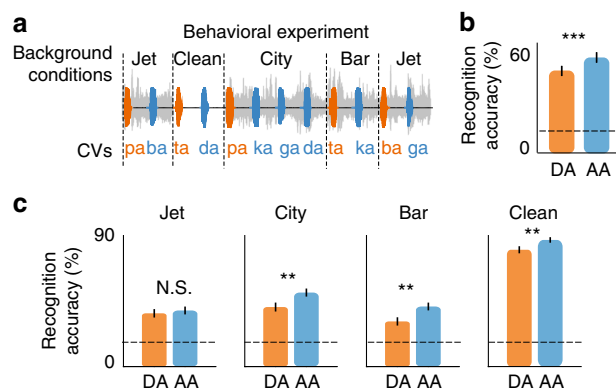 a
Behavioral experiment
Background conditions
Jet Clean City Bar Jet
CVs
pa ba ta da pa ka ga da ta ka ba ga
b
Recognition accuracy (%)
60
0
***
DA AA
c
Recognition accuracy (%)
90
0
Jet
N.S.
DA AA
City
**
DA AA
Bar
**
DA AA
Clean
**
DA AA